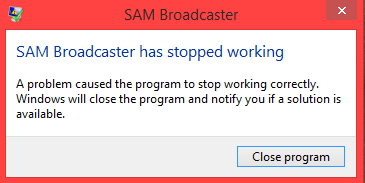 SAM Broadcaster
SAM Broadcaster has stopped working
A problem caused the program to stop working correctly.
Windows will close the program and notify you if a solution is
available.
Close program